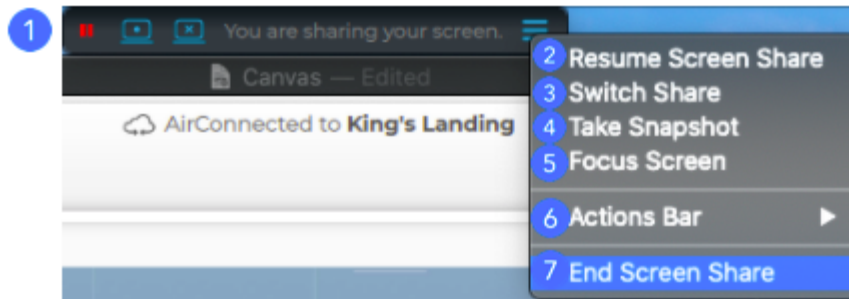 1
You are sharing your screen.
Canvas — Edited
AirConnected to King's Landing
2 Resume Screen Share
3 Switch Share
4 Take Snapshot
5 Focus Screen
6 Actions Bar
7 End Screen Share